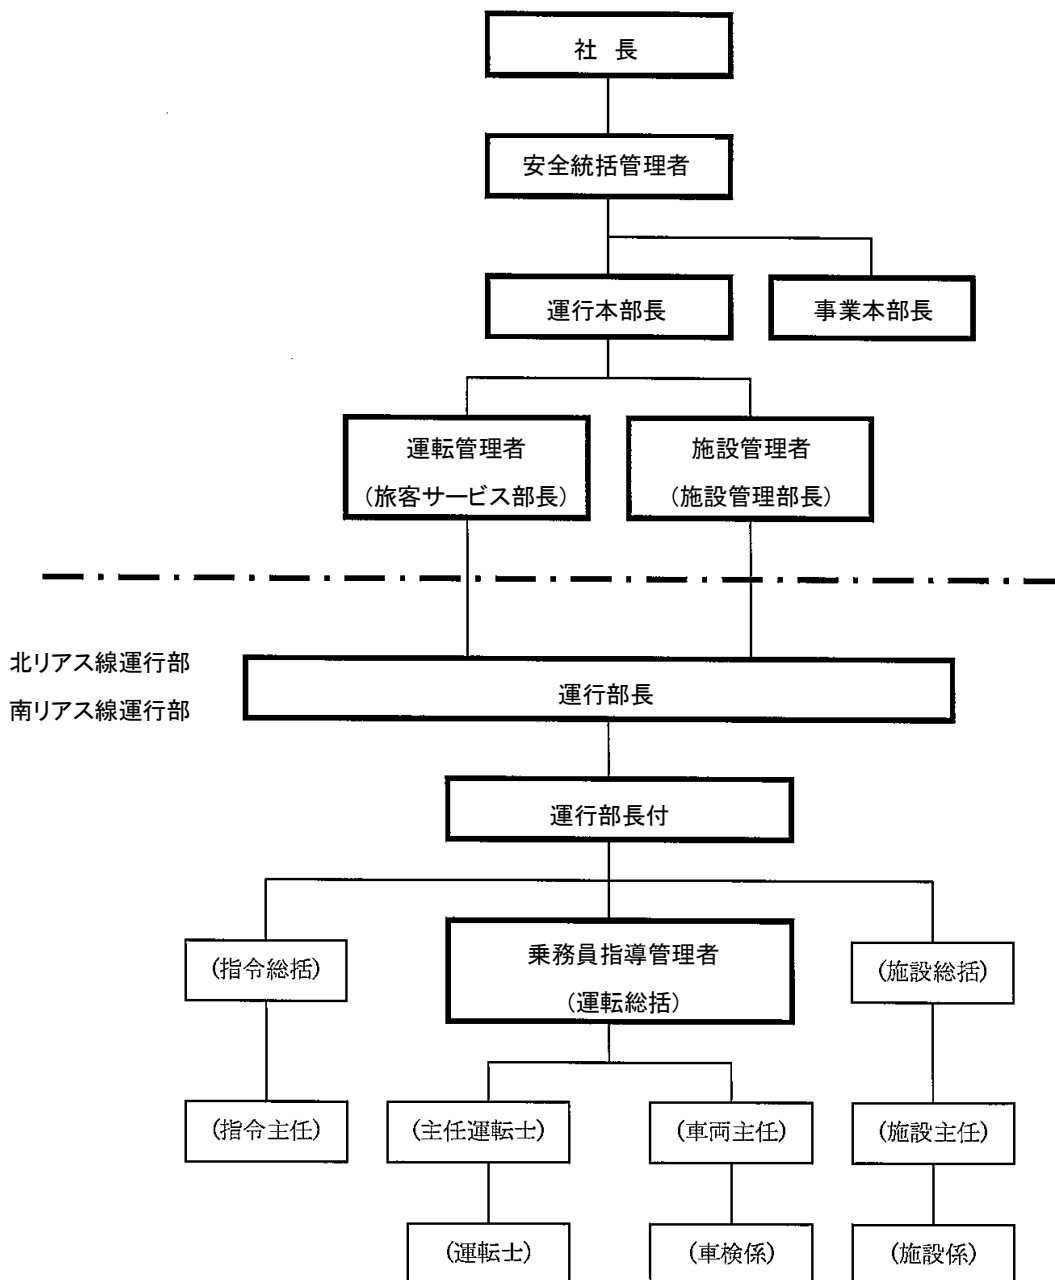 社 長
安全統括管理者
運行本部長
事業本部長
運転管理者
(旅客サービス部長)
施設管理者
(施設管理部長)
北リアス線運行部
南リアス線運行部
運行部長
運行部長付
(指令総括)
乗務員指導管理者
(運転総括)
(施設総括)
(指令主任)
(主任運転士)
(車両主任)
(施設主任)
(運転士)
(車検係)
(施設係)